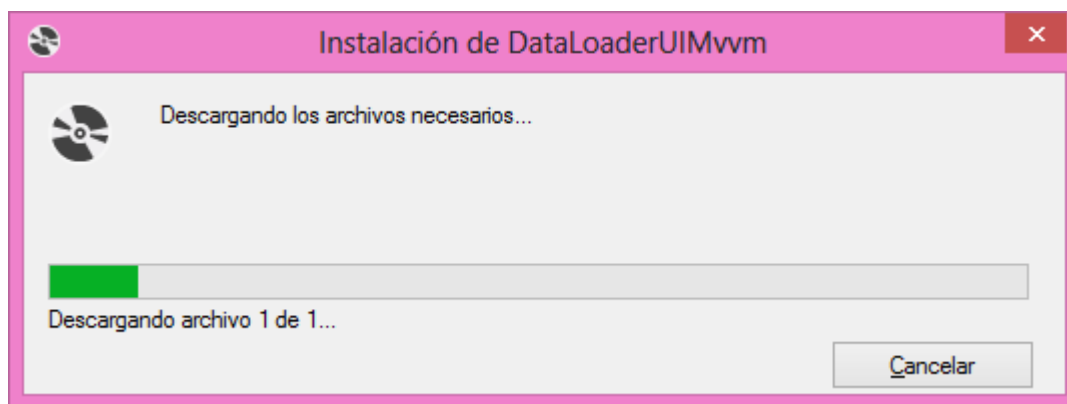 Instalación de DataLoaderUIMvvm
Descargando los archivos necesarios...
Descargando archivo 1 de 1...
Cancelar